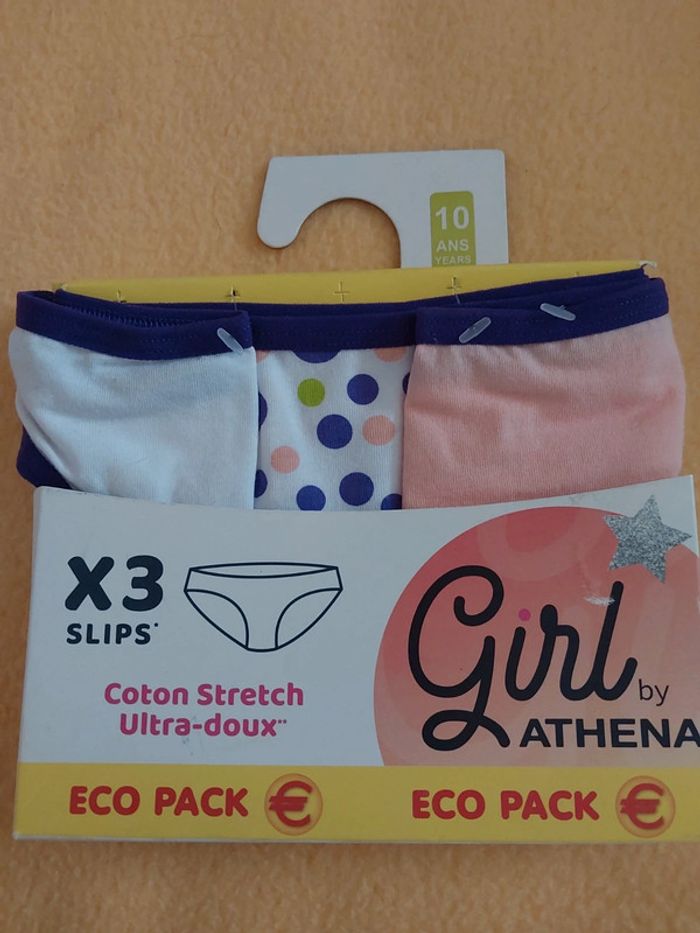 10
ANS
YEARS
X3
SLIPS*
Coton Stretch
Ultra-doux**
Girl
by
ATHENA
ECO PACK €
ECO PACK €